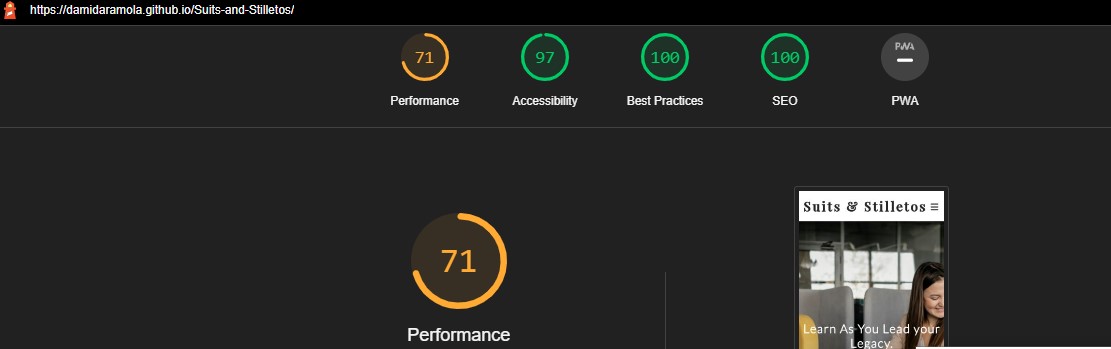 https://damidaramola.github.io/Suits-and-Stilletos/
71
97
100
100
PWA
Performance
Accessibility
Best Practices
SEO
PWA
71
Performance
Suits & Stilletos
Learn As You Lead your
Legacy.